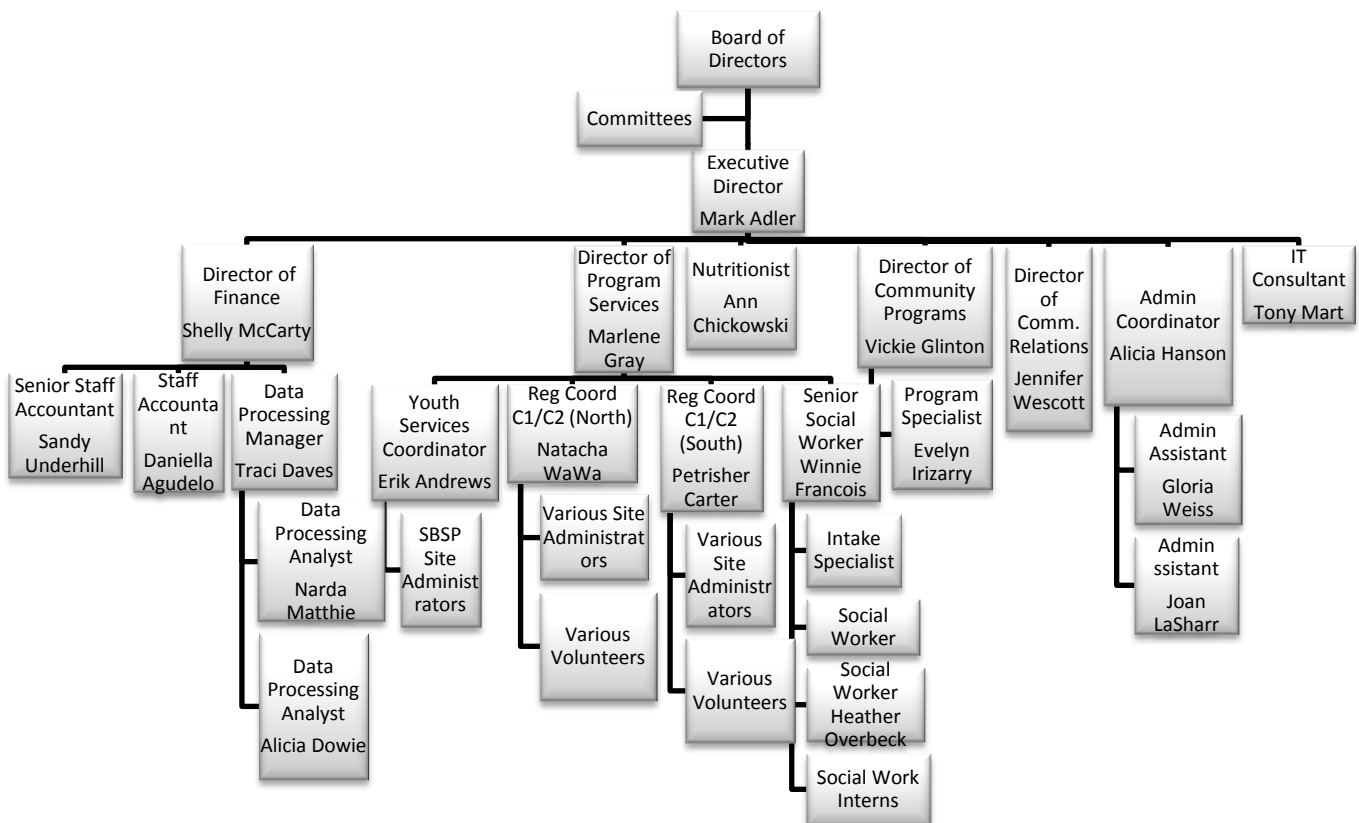 Board of
Directors
Committees
Executive
Director
Mark Adler
Director of
Finance
Shelly McCarty
Director of
Program
Services
Marlene
Gray
Nutritionist
Ann
Chickowski
Director of
Community
Programs
Vickie Glinton
Director
of
Comm.
Relations
Jennifer
Wescott
Admin
Coordinator
Alicia Hanson
IT
Consultant
Tony Mart
Senior Staff
Accountant
Sandy
Underhill
Staff
Accounta
nt
Daniella
Agudelo
Data
Processing
Manager
Traci Daves
Youth
Services
Coordinator
Erik Andrews
Reg Coord
C1/C2 (North)
Natacha
WaWa
Reg Coord
C1/C2
(South)
Petrisher
Carter
Senior
Social
Worker
Winnie
Francois
Program
Specialist
Evelyn
Irizarry
Admin
Assistant
Gloria
Weiss
Admin
ssistant
Joan
LaSharr
Data
Processing
Analyst
Narda
Matthie
Data
Processing
Analyst
Alicia Dowie
SBSP
Site
Administ
rators
Various Site
Administrat
ors
Various
Volunteers
Various
Site
Administr
ators
Various
Volunteers
Intake
Specialist
Social
Worker
Social
Worker
Heather
Overbeck
Social Work
Interns